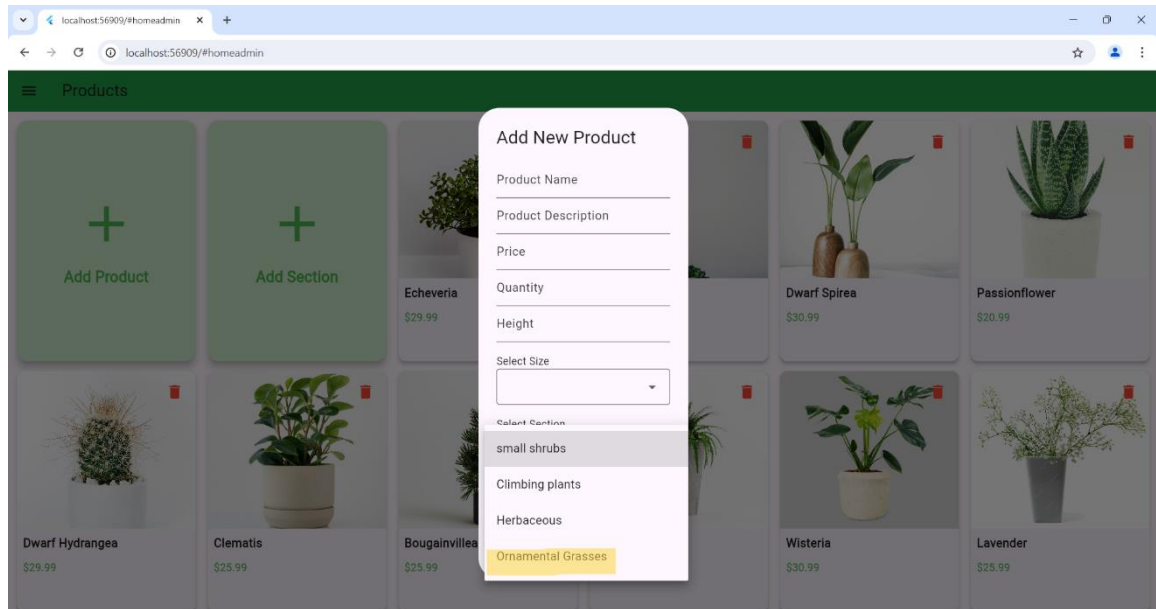 localhost:56909/#homeadmin
localhost:56909/#homeadmin
Products
Add Product
Add Section
Echeveria
$29.99
Dwarf Spirea
$30.99
Passionflower
$20.99
Add New Product
Product Name
Product Description
Price
Quantity
Height
Select Size
Select Section
small shrubs
Climbing plants
Herbaceous
Ornamental Grasses
Dwarf Hydrangea
$29.99
Clematis
$25.99
Bougainvillea
$25.99
Wisteria
$30.99
Lavender
$25.99